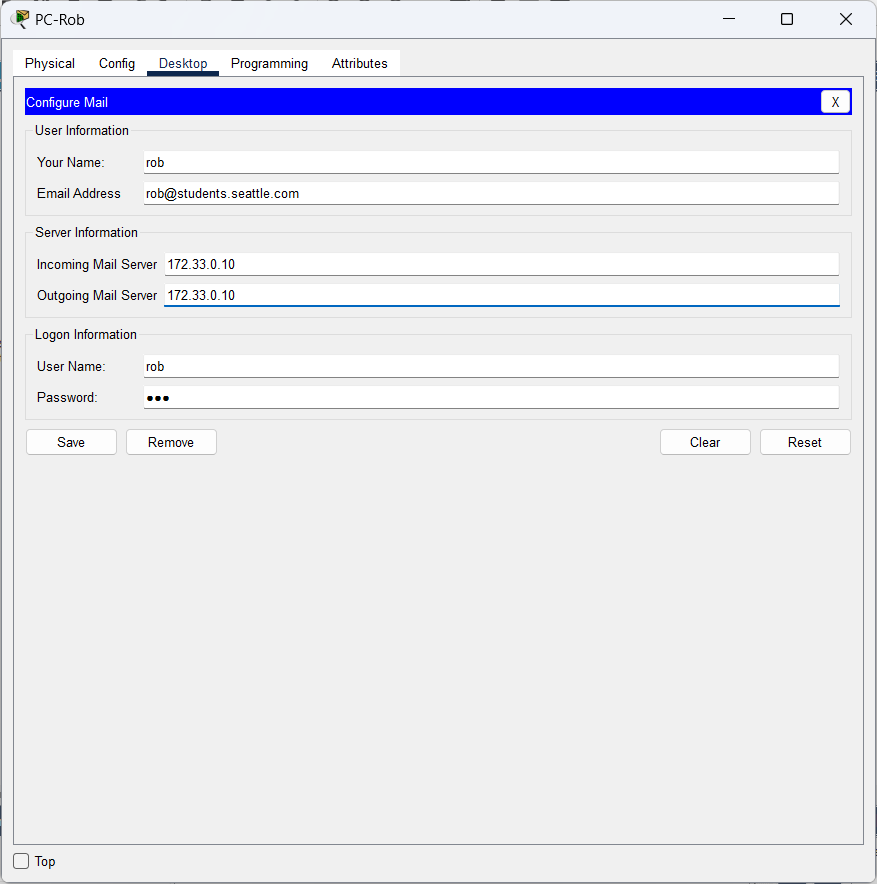 PC-Rob
Physical Config Desktop Programming Attributes
Configure Mail X
User Information
Your Name: rob
Email Address rob@students.seattle.com
Server Information
Incoming Mail Server 172.33.0.10
Outgoing Mail Server 172.33.0.10
Logon Information
User Name: rob
Password: •••
Save Remove Clear Reset
Top